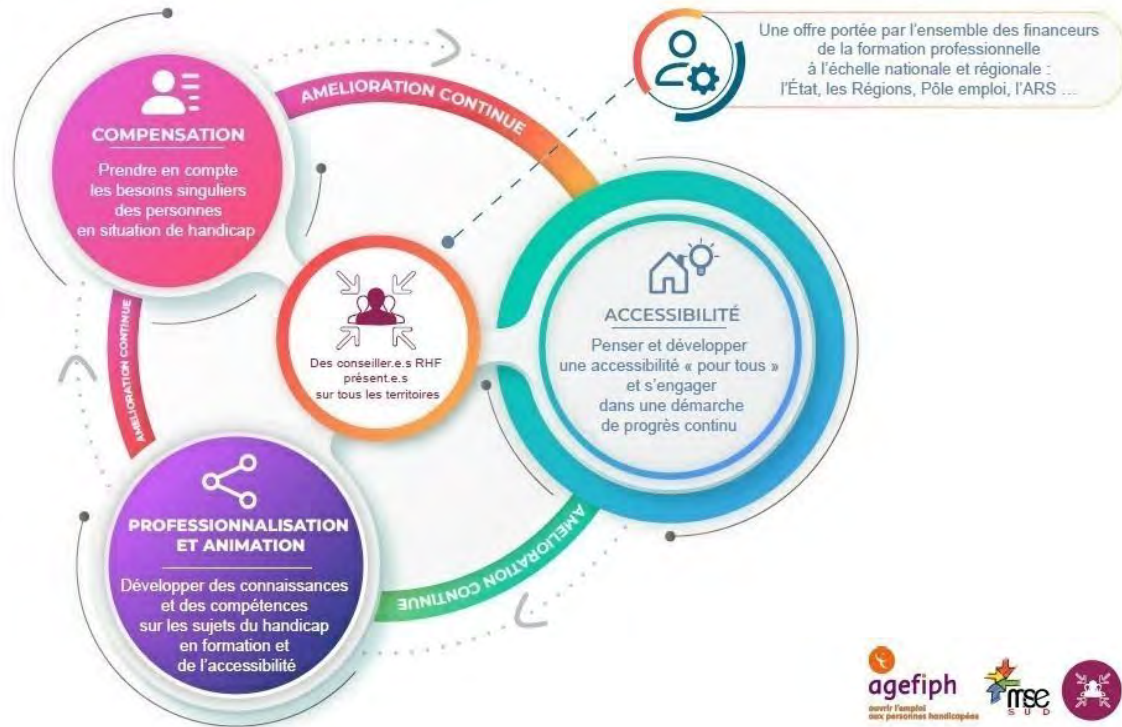 Une offre portée par l'ensemble des financeurs
de la formation professionnelle
à l'échelle nationale et régionale :
l'État, les Régions, Pôle emploi, l'ARS ...
AMELIORATION CONTINUE
COMPENSATION
Prendre en compte
les besoins singuliers
des personnes
en situation de handicap
ACCESSIBILITÉ
Penser et développer
une accessibilité « pour tous »
et s'engager
dans une démarche
de progrès continu
Des conseiller.e.s RHF
présent.e.s
sur tous les territoires
AMELIORATION CONTINUE
PROFESSIONNALISATION
ET ANIMATION
Développer des connaissances
et des compétences
sur les sujets du handicap
en formation et
de l'accessibilité
AMELIORATION CONTINUE
agefiph
ouvrir l'emploi
aux personnes handicapées
mse
SUD